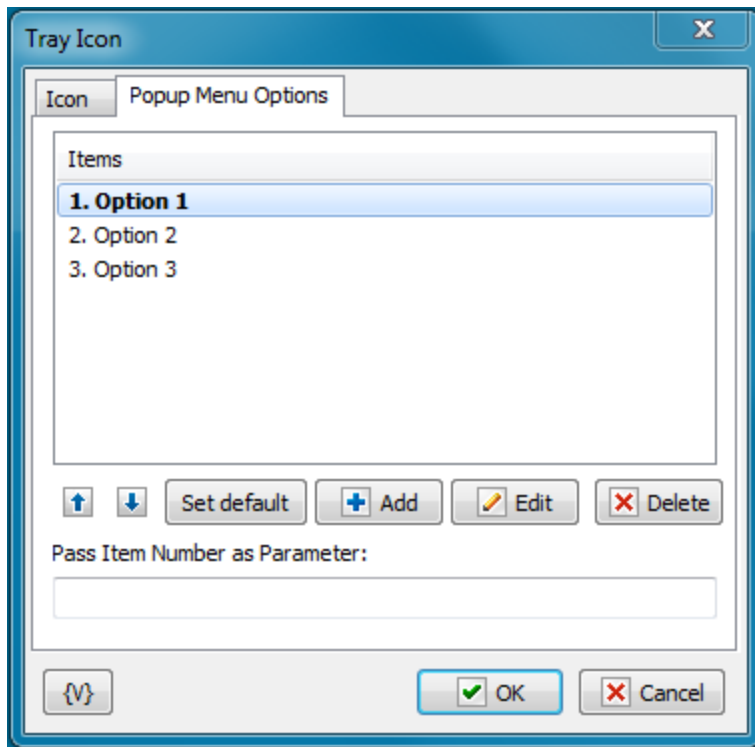 Tray Icon
Icon
Popup Menu Options
Items
1. Option 1
2. Option 2
3. Option 3
Set default
Add
Edit
Delete
Pass Item Number as Parameter:
{V}
OK
Cancel